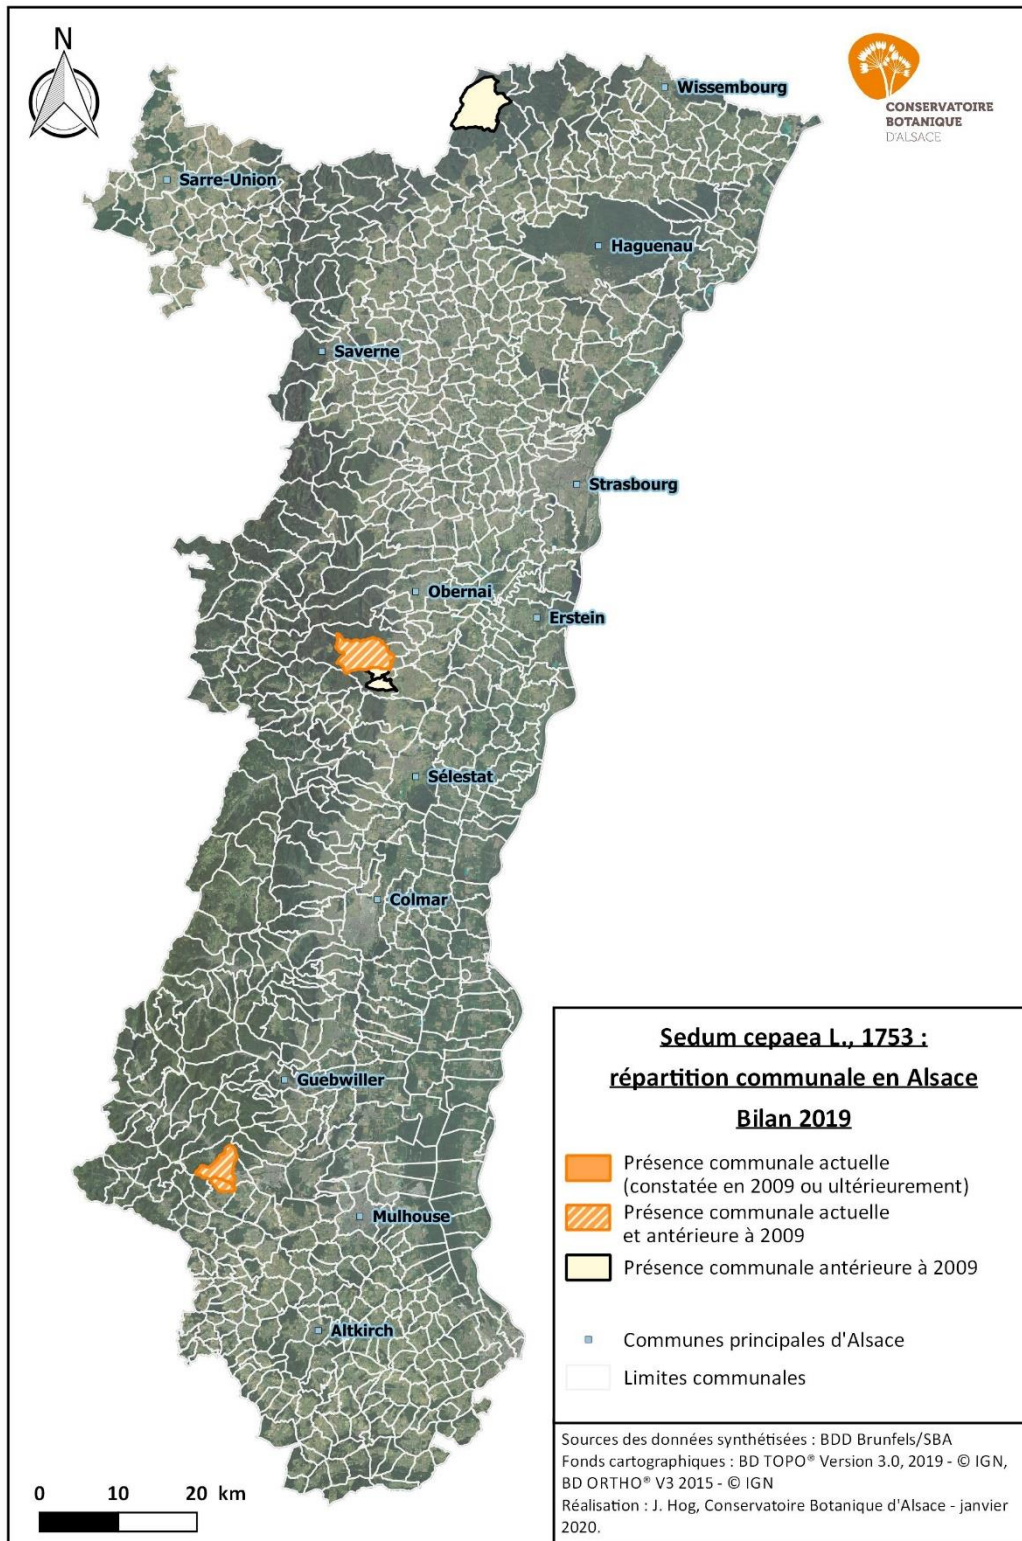 N
CONSERVATOIRE
BOTANIQUE
D'ALSACE
Wissembourg
Sarre-Union
Haguenau
Saverne
Strasbourg
Obernai
Erstein
Sélestat
Colmar
Guebwiller
Mulhouse
Altkirch
Sedum cepaea L., 1753 :
répartition communale en Alsace
Bilan 2019
Présence communale actuelle
(constatée en 2009 ou ultérieurement)
Présence communale actuelle
et antérieure à 2009
Présence communale antérieure à 2009
Communes principales d'Alsace
Limites communales
Sources des données synthétisées : BDD Brunfels/SBA
Fonds cartographiques : BD TOPO® Version 3.0, 2019 - © IGN,
BD ORTHO® V3 2015 - © IGN
Réalisation : J. Hog, Conservatoire Botanique d'Alsace - janvier
2020.
0 10 20 km